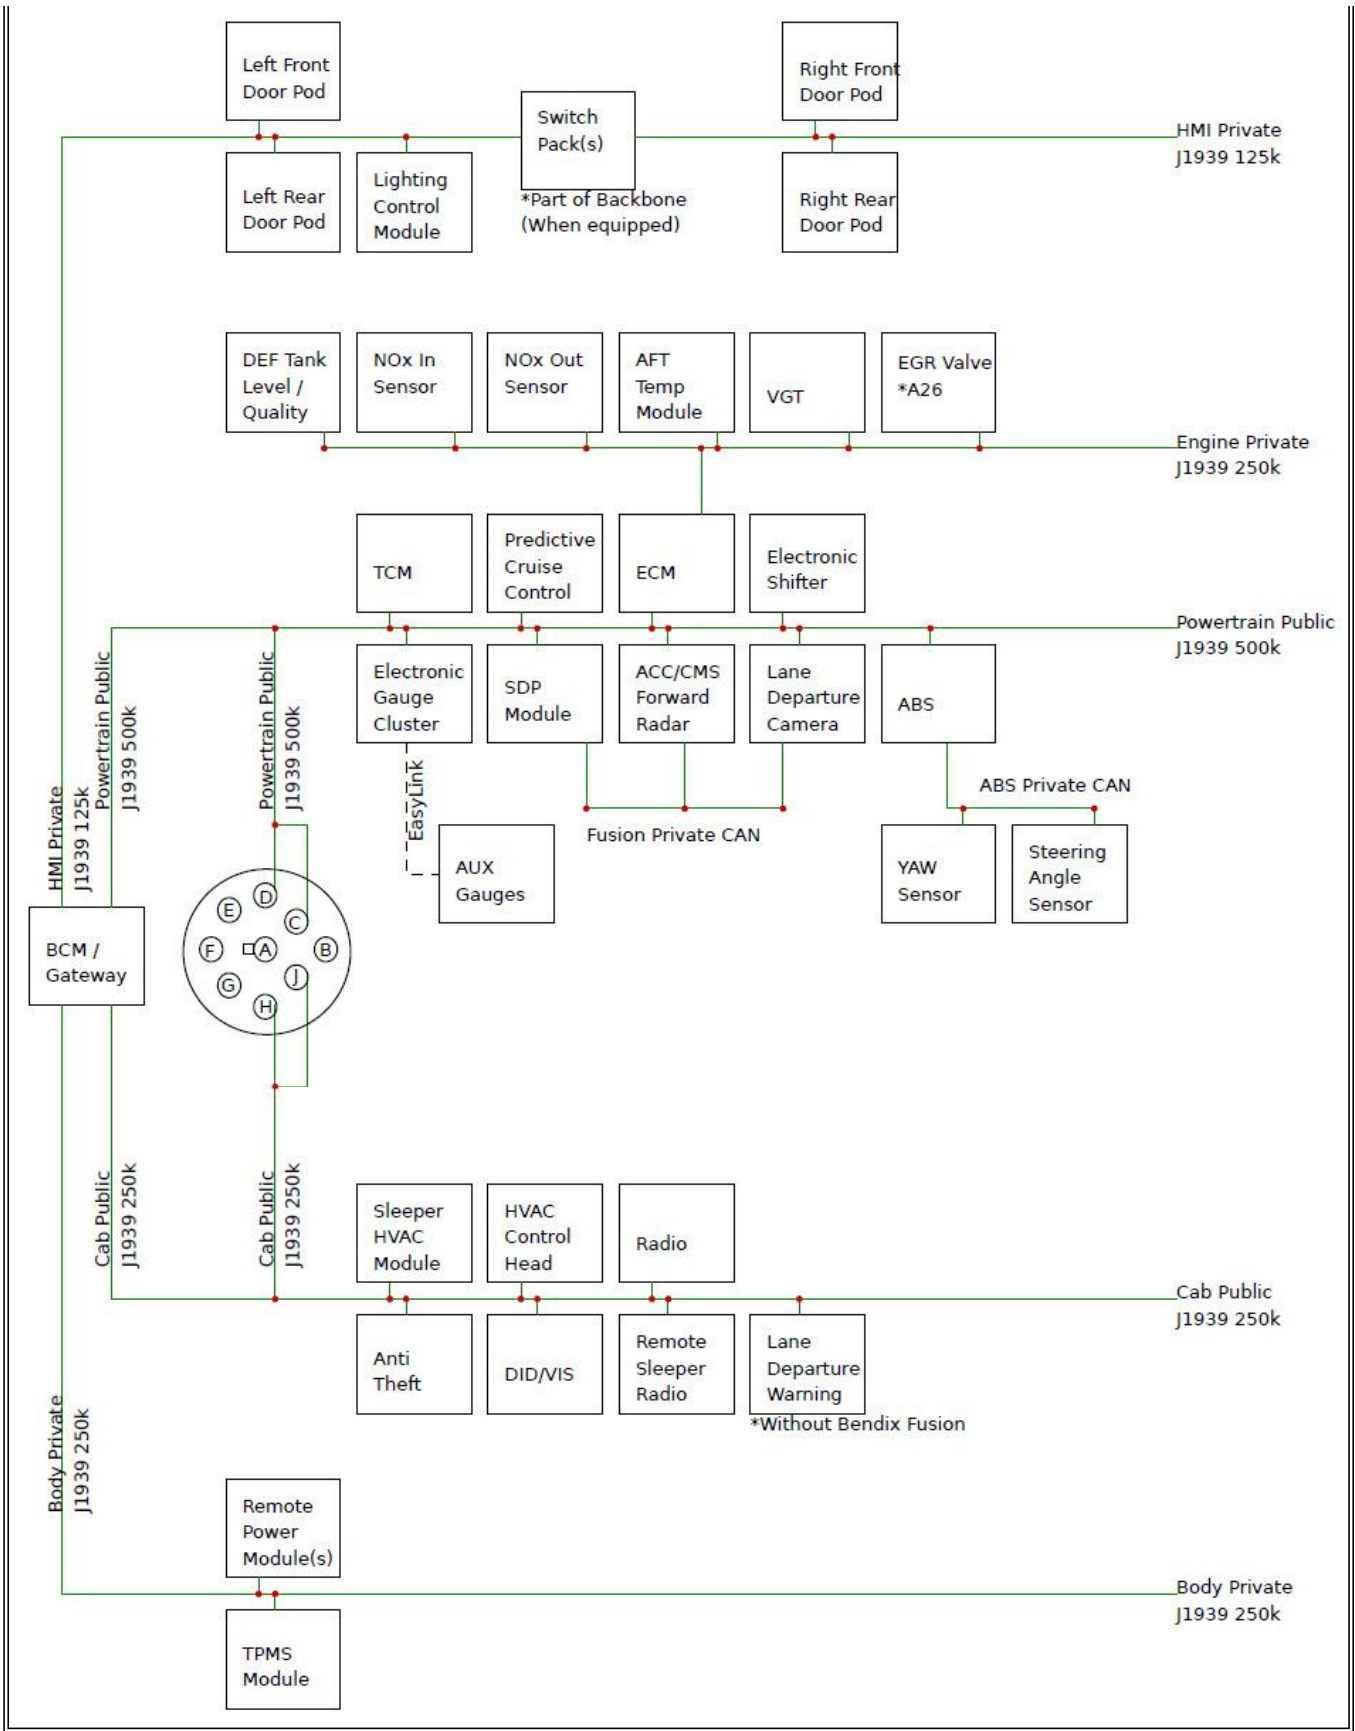 Left Front
Door Pod
Right Front
Door Pod
Switch
Pack(s)
HMI Private
J1939 125k
Left Rear
Door Pod
Lighting
Control
Module
*Part of Backbone
(When equipped)
Right Rear
Door Pod
DEF Tank
Level /
Quality
NOx In
Sensor
NOx Out
Sensor
AFT
Temp
Module
VGT
EGR Valve
*A26
Engine Private
J1939 250k
TCM
Predictive
Cruise
Control
ECM
Electronic
Shifter
Powertrain Public
J1939 500k
Electronic
Gauge
Cluster
SDP
Module
ACC/CMS
Forward
Radar
Lane
Departure
Camera
ABS
HMI Private
J1939 125k
Powertrain Public
J1939 500k
Powertrain Public
J1939 500k
EasyLink
Fusion Private CAN
ABS Private CAN
AUX
Gauges
YAW
Sensor
Steering
Angle
Sensor
BCM /
Gateway
D
E
C
F
A
B
G
J
H
Cab Public
J1939 250k
Cab Public
J1939 250k
Sleeper
HVAC
Module
HVAC
Control
Head
Radio
Cab Public
J1939 250k
Anti
Theft
DID/VIS
Remote
Sleeper
Radio
Lane
Departure
Warning
*Without Bendix Fusion
Body Private
J1939 250k
Remote
Power
Module(s)
Body Private
J1939 250k
TPMS
Module